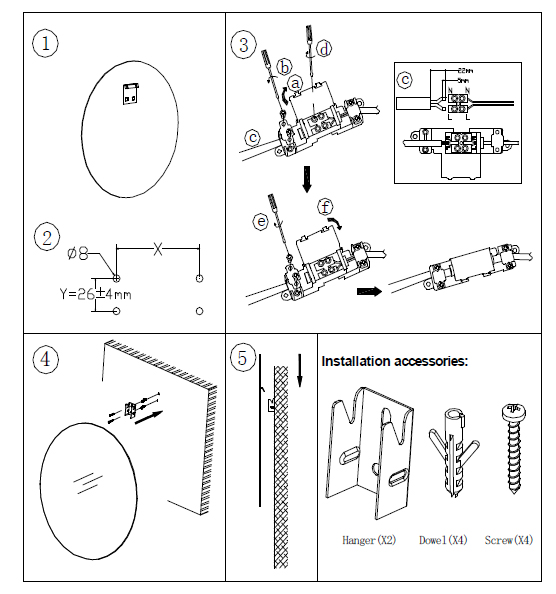 1
2
Ø8
X
Y=26±4mm
3
b
a
d
c
e
f
c
22mm
8mm
N N
L L
4
5
Installation accessories:
Hanger(X2) Dowel(X4) Screw(X4)